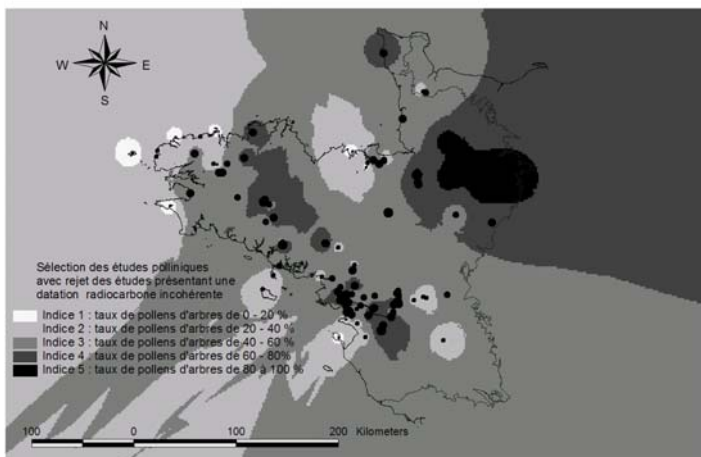 N
W E
S
Sélection des études polliniques
avec rejet des études présentant une
datation radiocarbone incohérente
Indice 1 : taux de pollens d'arbres de 0 - 20 %
Indice 2 : taux de pollens d'arbres de 20 - 40 %
Indice 3 : taux de pollens d'arbres de 40 - 60 %
Indice 4 : taux de pollens d'arbres de 60 - 80%
Indice 5 : taux de pollens d'arbres de 80 à 100 %
100 0 100 200 Kilometers